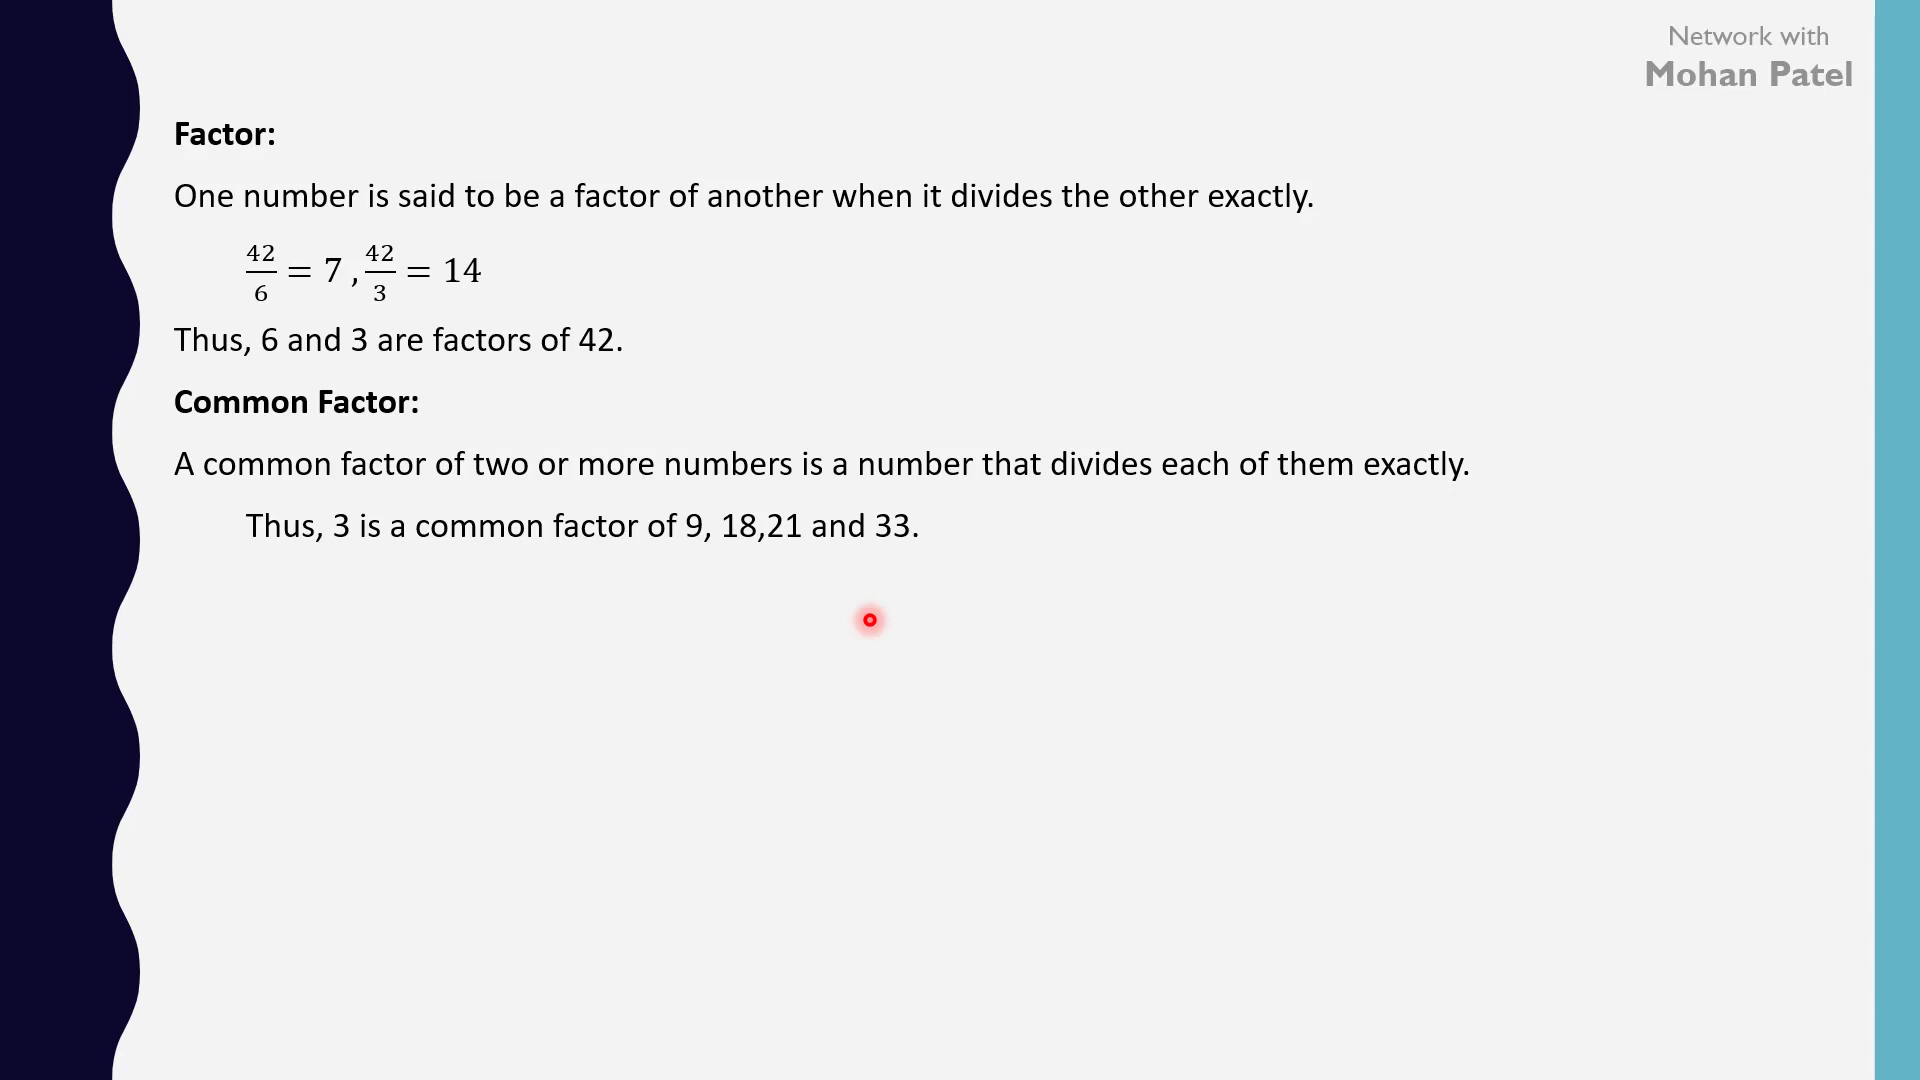 Network with
Mohan Patel
Factor:
One number is said to be a factor of another when it divides the other exactly.
42/6 = 7 , 42/3 = 14
Thus, 6 and 3 are factors of 42.
Common Factor:
A common factor of two or more numbers is a number that divides each of them exactly.
Thus, 3 is a common factor of 9, 18,21 and 33.